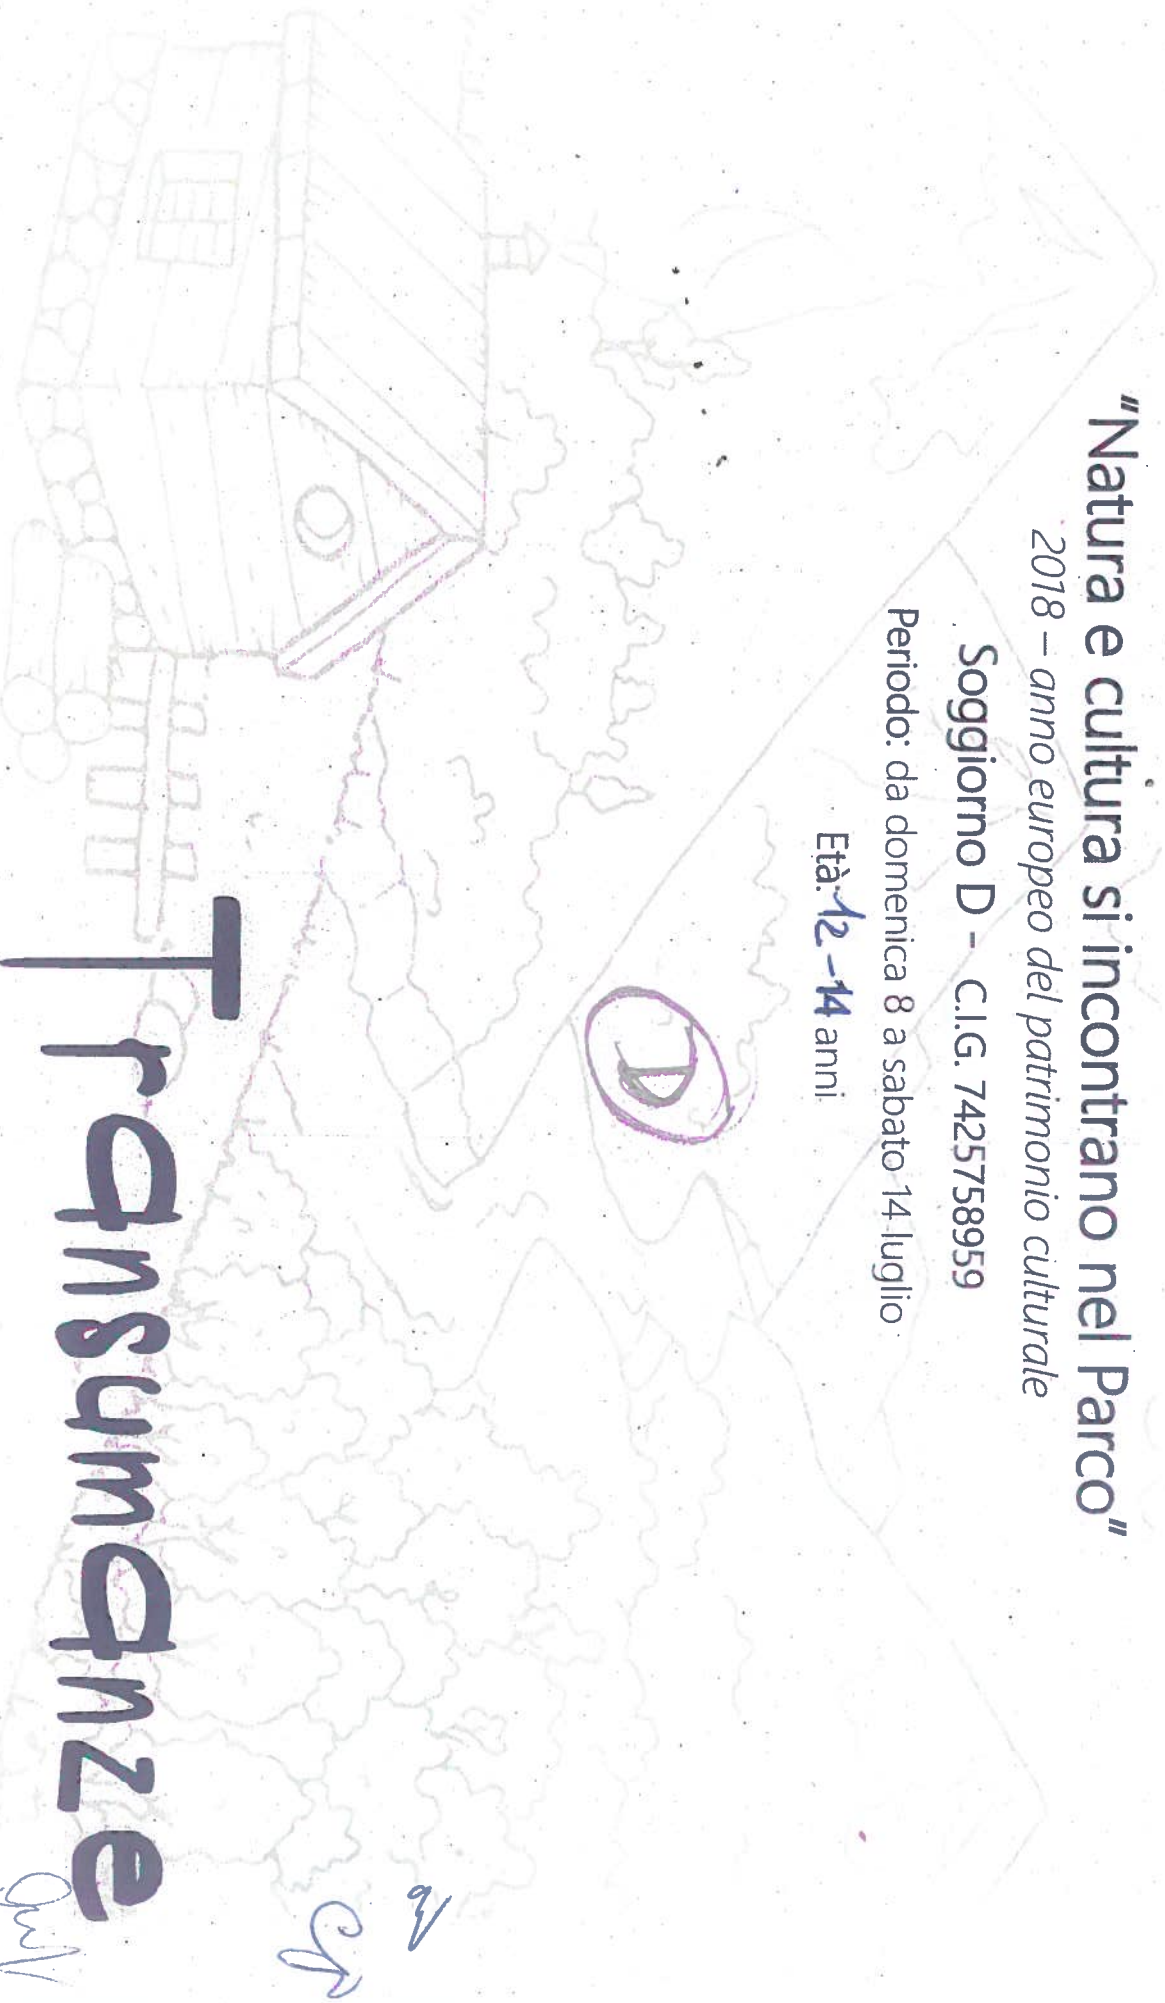 "Natura e cultura si incontrano nel Parco"
2018 – anno europeo del patrimonio culturale
Soggiorno D – C.I.G. 7425758959
Periodo: da domenica 8 a sabato 14 luglio
Età: 12-14 anni
D
Transumanze